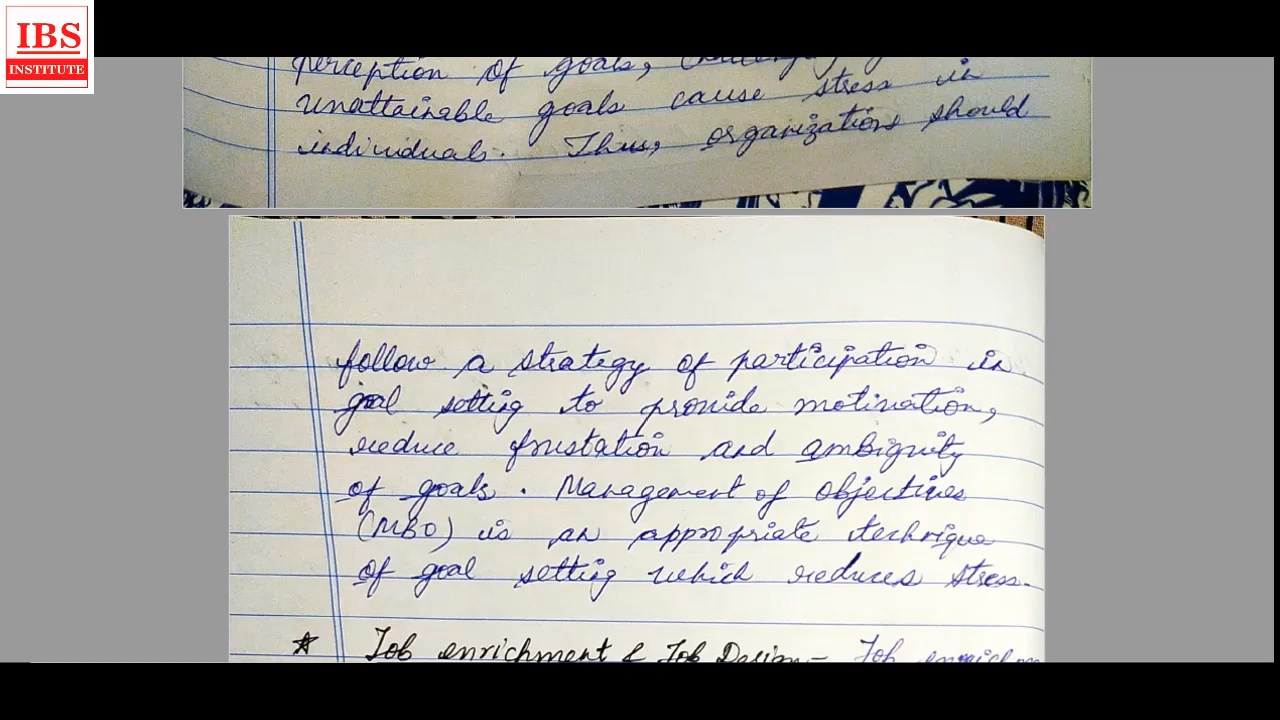 IBS
INSTITUTE
perception of goals,
unattainable goals cause stress in
individuals. Thus, organizations should
follow a strategy of participation in
goal setting to provide motivation,
reduce frustation and ambiguity
of goals. Management of objectives
(MBO) is an appropriate technique
of goal setting which reduces stress.
* Job enrichment & Job Design - Job